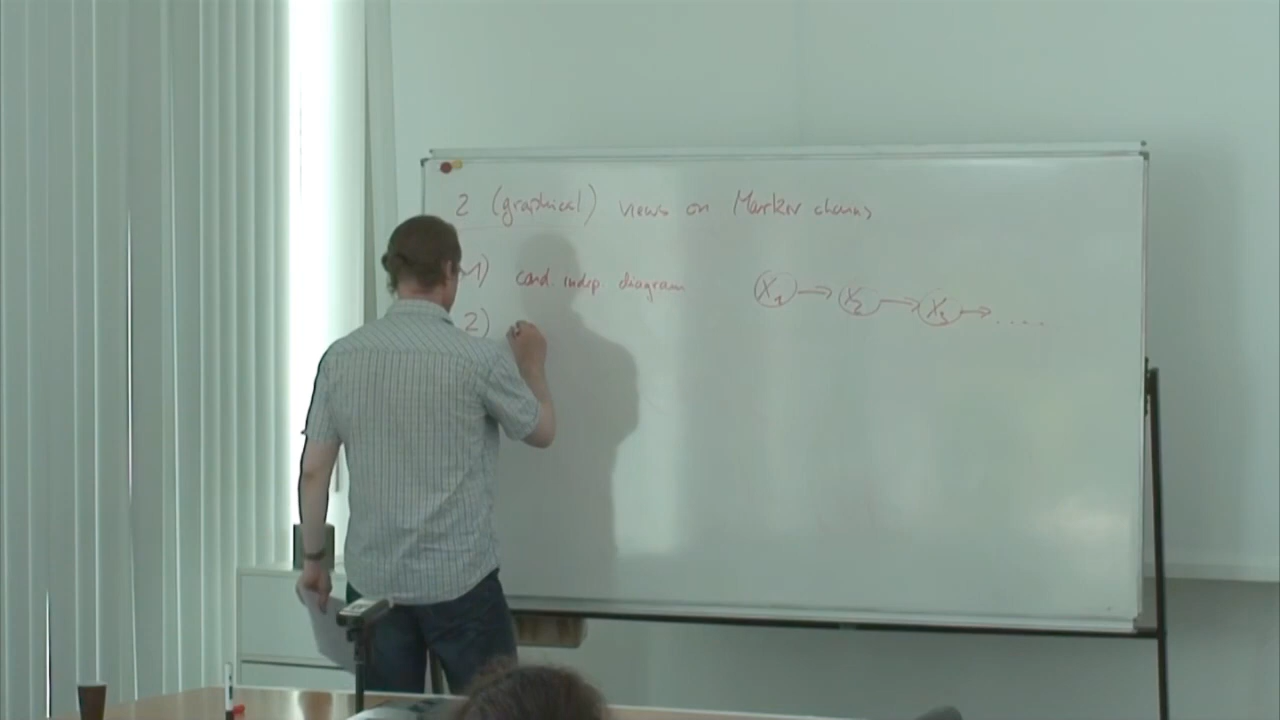 2 (graphical) views on Markov chains
1) cond. indep. diagram X₁ → X₂ → X₃ → ....
2)